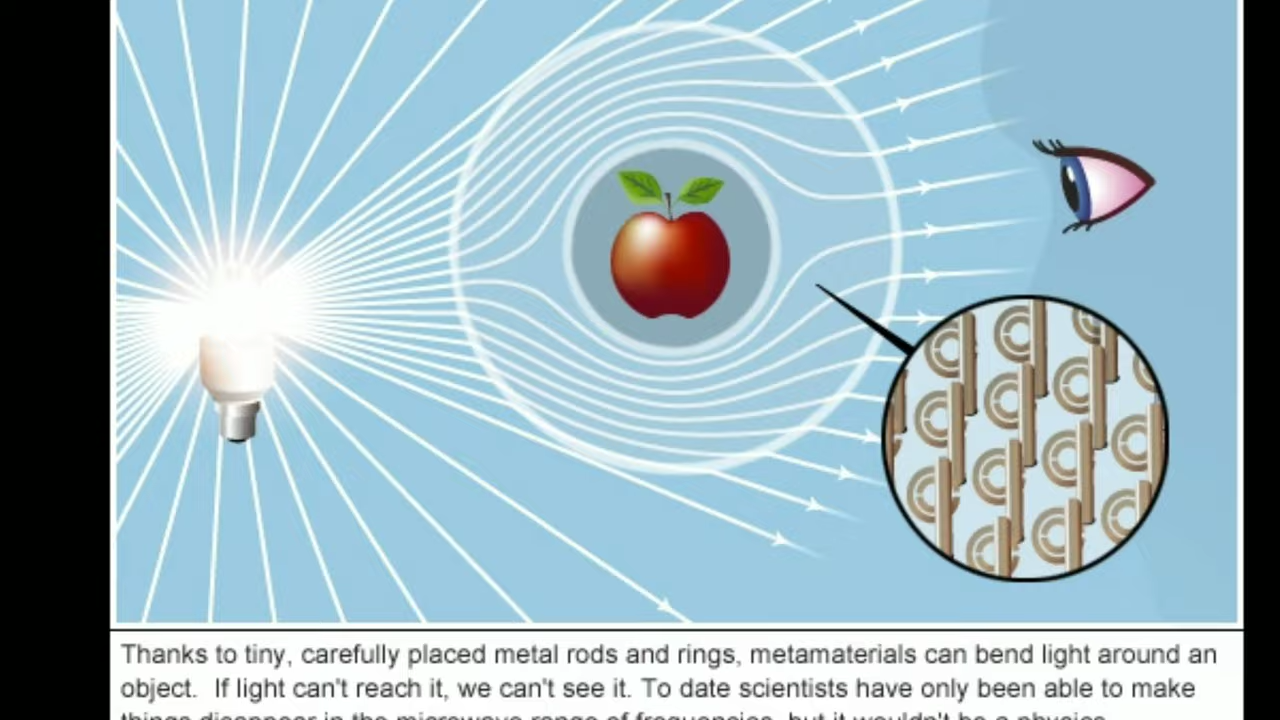 Thanks to tiny, carefully placed metal rods and rings, metamaterials can bend light around an
object. If light can't reach it, we can't see it. To date scientists have only been able to make
things disappear in the microwave range of frequencies, but it wouldn't be a physics